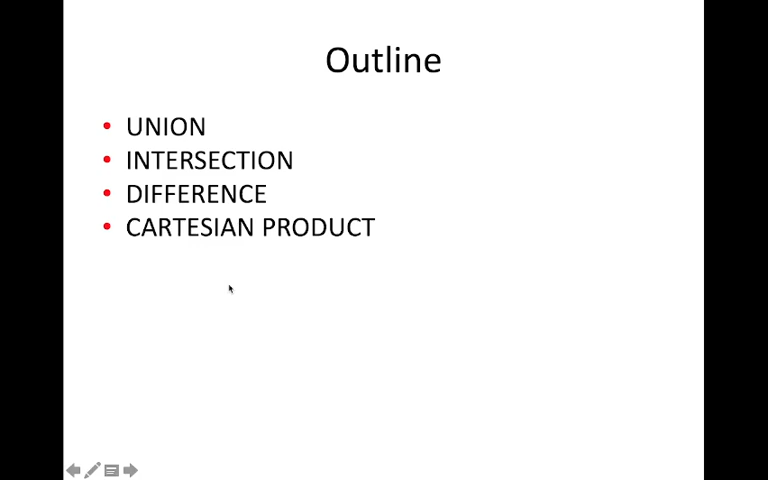 Outline
• UNION
• INTERSECTION
• DIFFERENCE
• CARTESIAN PRODUCT